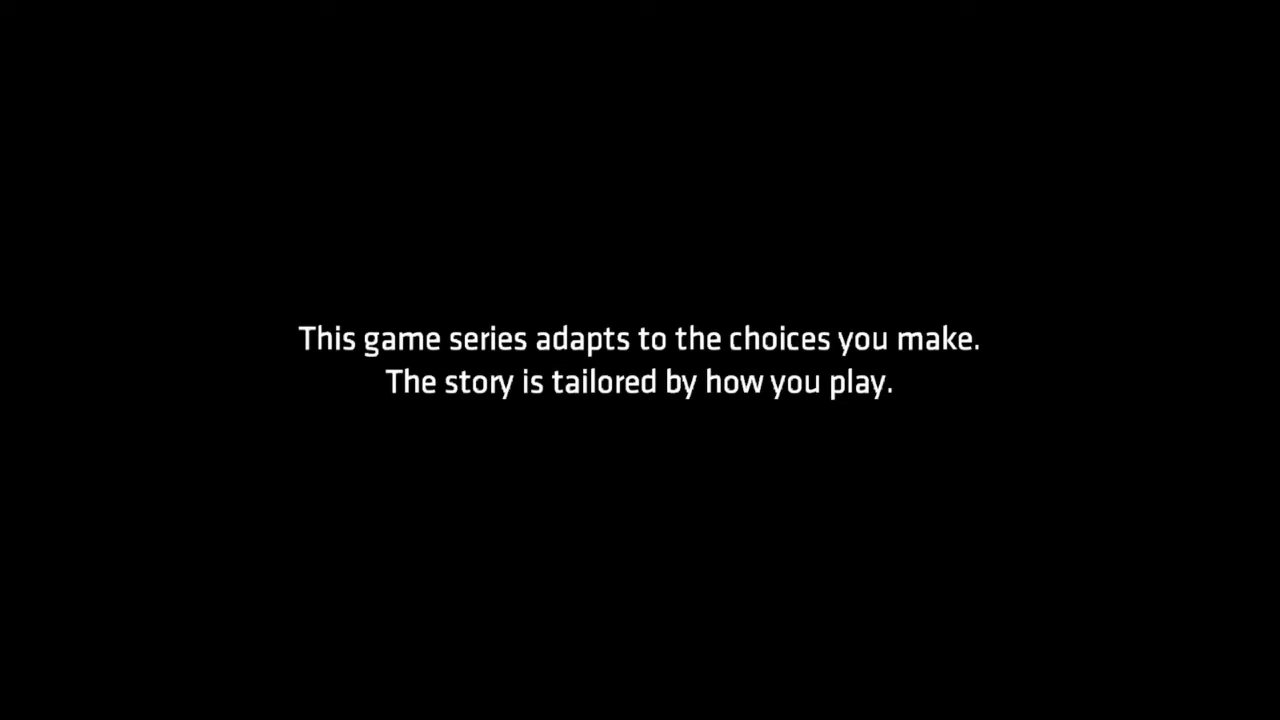 This game series adapts to the choices you make.
The story is tailored by how you play.